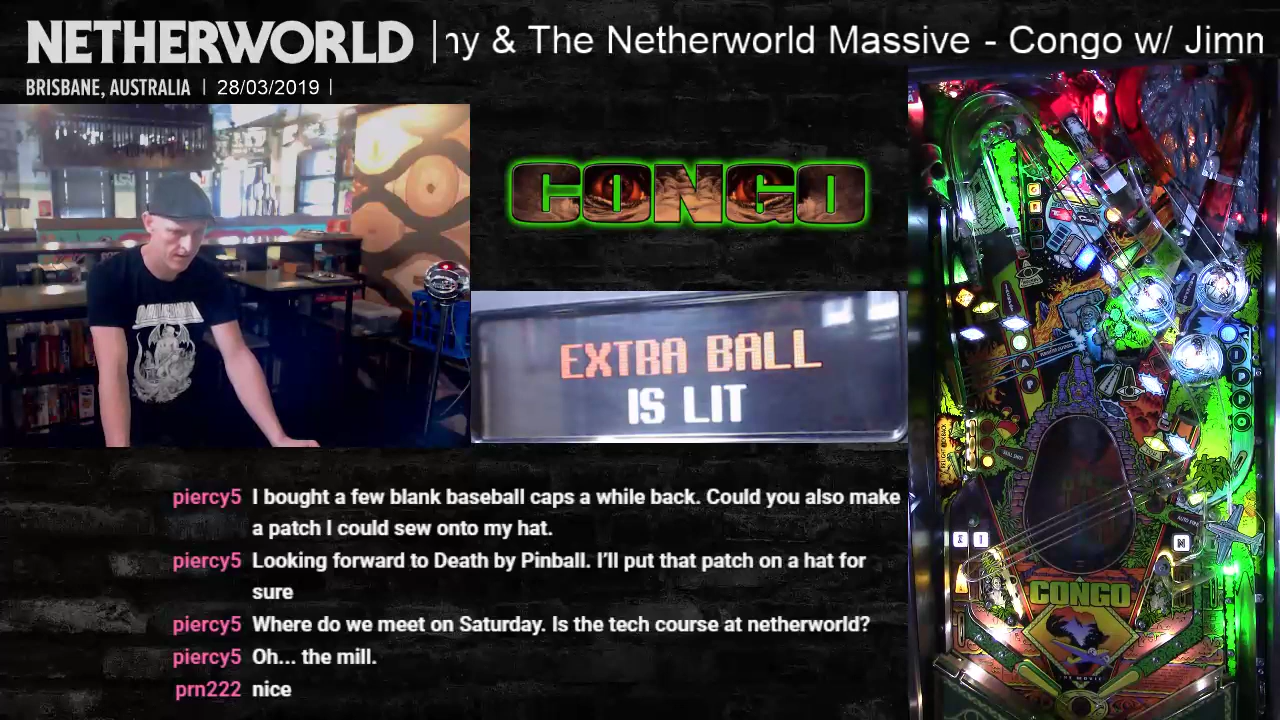 NETHERWORLD
ny & The Netherworld Massive - Congo w/ Jimn
BRISBANE, AUSTRALIA | 28/03/2019 |
CONGO
EXTRA BALL
IS LIT
piercy5 I bought a few blank baseball caps a while back. Could you also make
a patch I could sew onto my hat.
piercy5 Looking forward to Death by Pinball. I’ll put that patch on a hat for
sure
piercy5 Where do we meet on Saturday. Is the tech course at netherworld?
piercy5 Oh... the mill.
prn222 nice
CONGO
THE MOVIE